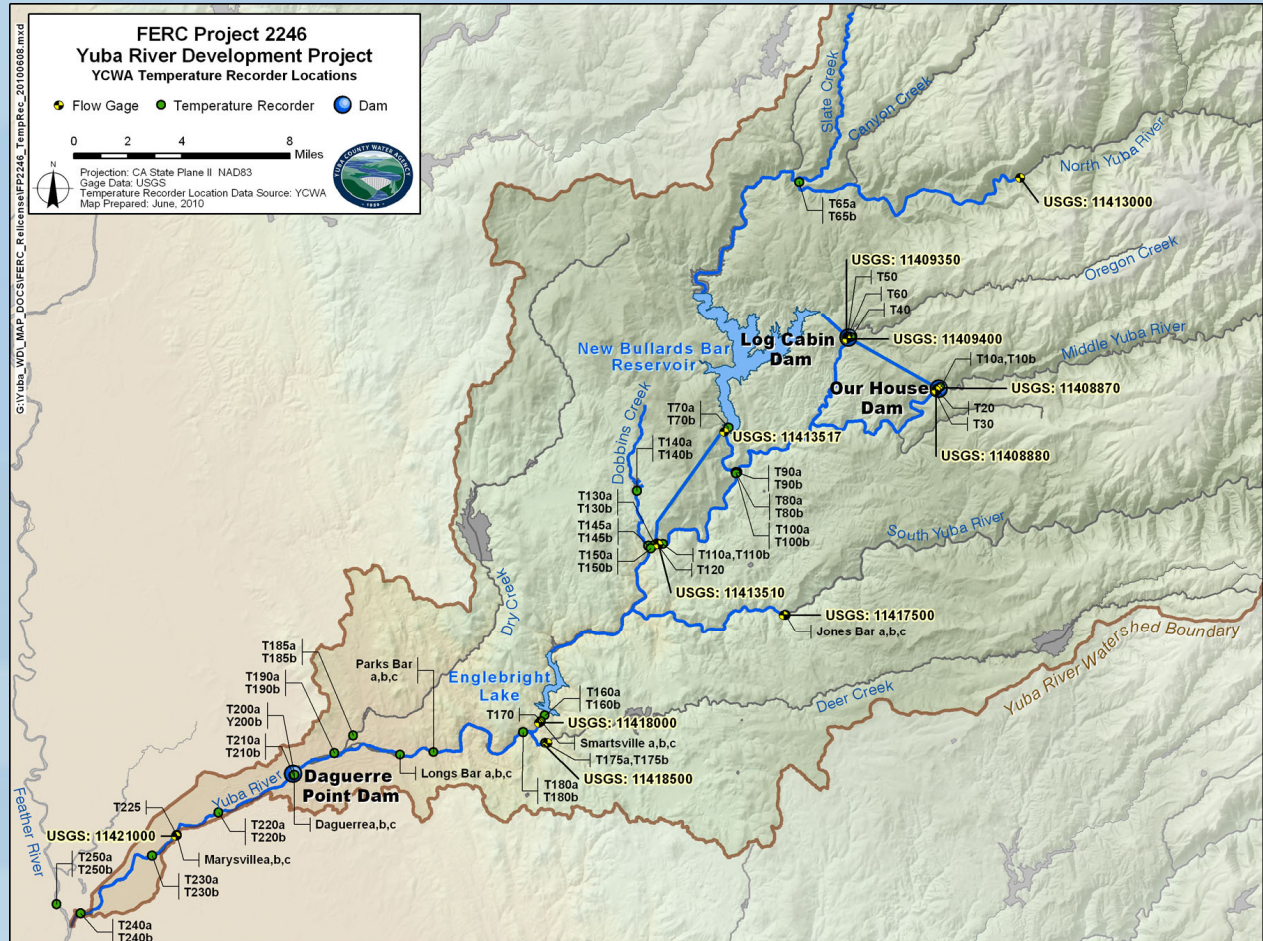 FERC Project 2246
Yuba River Development Project
YCWA Temperature Recorder Locations
Flow Gage
Temperature Recorder
Dam
0 2 4 8
Miles
N
Projection: CA State Plane II NAD83
Gage Data: USGS
Temperature Recorder Location Data Source: YCWA
Map Prepared: June, 2010
YUBA COUNTY WATER AGENCY
G:\Yuba_WD\_MAP_DOCS\FERC_Relicense\FP2246_TempRec_20100608.mxd
Slate Creek
Canyon Creek
North Yuba River
T65a
T65b
USGS: 11413000
Oregon Creek
USGS: 11409350
T50
T60
T40
Middle Yuba River
Log Cabin
Dam
USGS: 11409400
New Bullards Bar
Reservoir
T10a,T10b
Our House
Dam
USGS: 11408870
T20
T30
USGS: 11408880
T70a
T70b
USGS: 11413517
Dobbins Creek
T140a
T140b
T90a
T90b
T80a
T80b
T100a
T100b
T130a
T130b
T145a
T145b
T150a
T150b
T110a,T110b
T120
USGS: 11413510
South Yuba River
USGS: 11417500
Jones Bar a,b,c
Yuba River Watershed Boundary
Dry Creek
Deer Creek
T185a
T185b
Parks Bar
a,b,c
Englebright
Lake
T190a
T190b
T160a
T160b
T170
USGS: 11418000
T200a
Y200b
T210a
T210b
Smartsville a,b,c
T175a,T175b
USGS: 11418500
Longs Bar a,b,c
T180a
T180b
Daguerre
Point Dam
Yuba River
Daguerrea,b,c
Feather River
T225
USGS: 11421000
T220a
T220b
Marysvillea,b,c
T250a
T250b
T230a
T230b
T240a
T240b